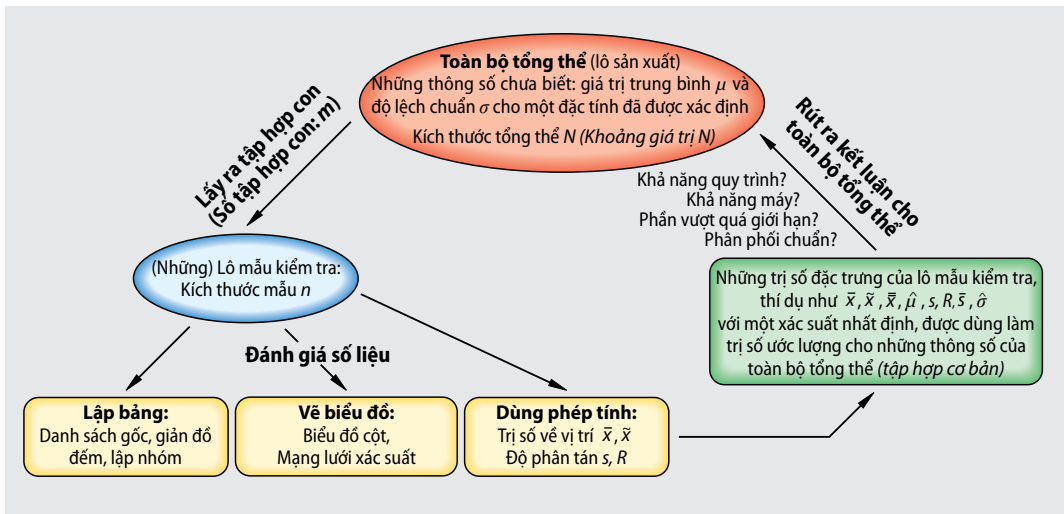 Toàn bộ tổng thể (lô sản xuất)
Những thông số chưa biết: giá trị trung bình μ và
độ lệch chuẩn σ cho một đặc tính đã được xác định
Kích thước tổng thể N (Khoảng giá trị N)
Lấy ra tập hợp con
(Số tập hợp con: m)
(Những) Lô mẫu kiểm tra:
Kích thước mẫu n
Đánh giá số liệu
Lập bảng:
Danh sách gốc, giản đồ
đếm, lập nhóm
Vẽ biểu đồ:
Biểu đồ cột,
Mạng lưới xác suất
Dùng phép tính:
Trị số về vị trí x̄, x̃
Độ phân tán s, R
Những trị số đặc trưng của lô mẫu kiểm tra,
thí dụ như x̄, x̃, x̿, μ̂, s, R, s̄, σ̂
với một xác suất nhất định, được dùng làm
trị số ước lượng cho những thông số của
toàn bộ tổng thể (tập hợp cơ bản)
Khả năng quy trình?
Khả năng máy?
Phần vượt quá giới hạn?
Phân phối chuẩn?
Rút ra kết luận cho
toàn bộ tổng thể